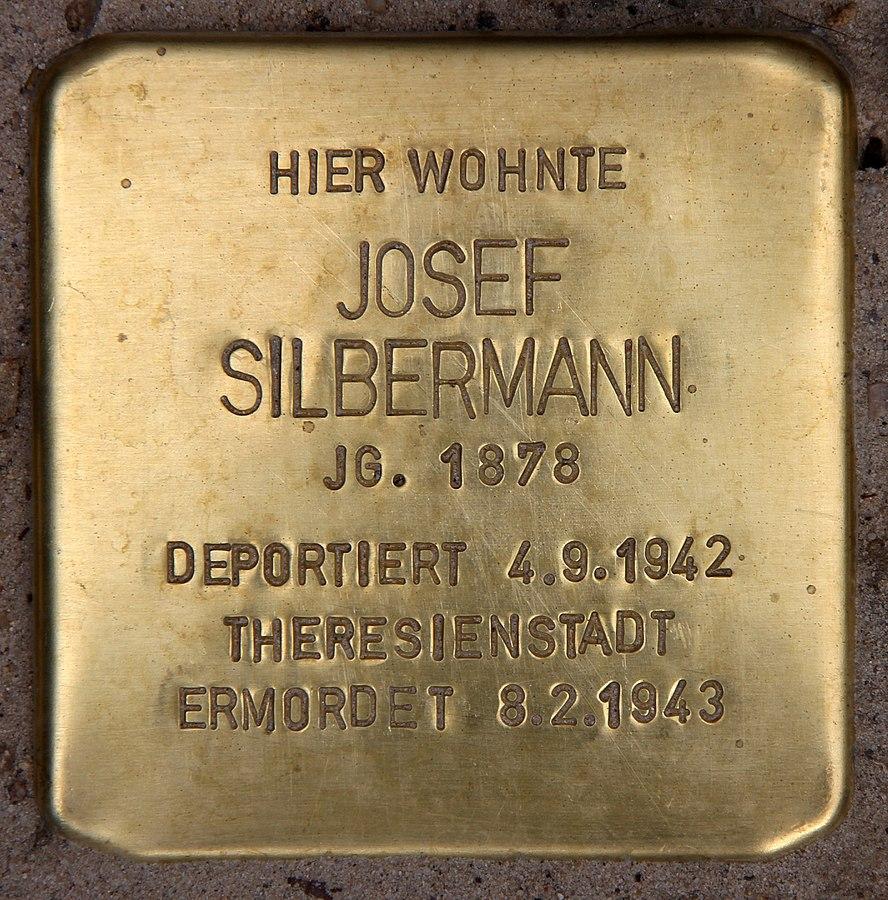 HIER WOHNTE
JOSEF
SILBERMANN
JG. 1878
DEPORTIERT 4.9.1942
THERESIENSTADT
ERMORDET 8.2.1943